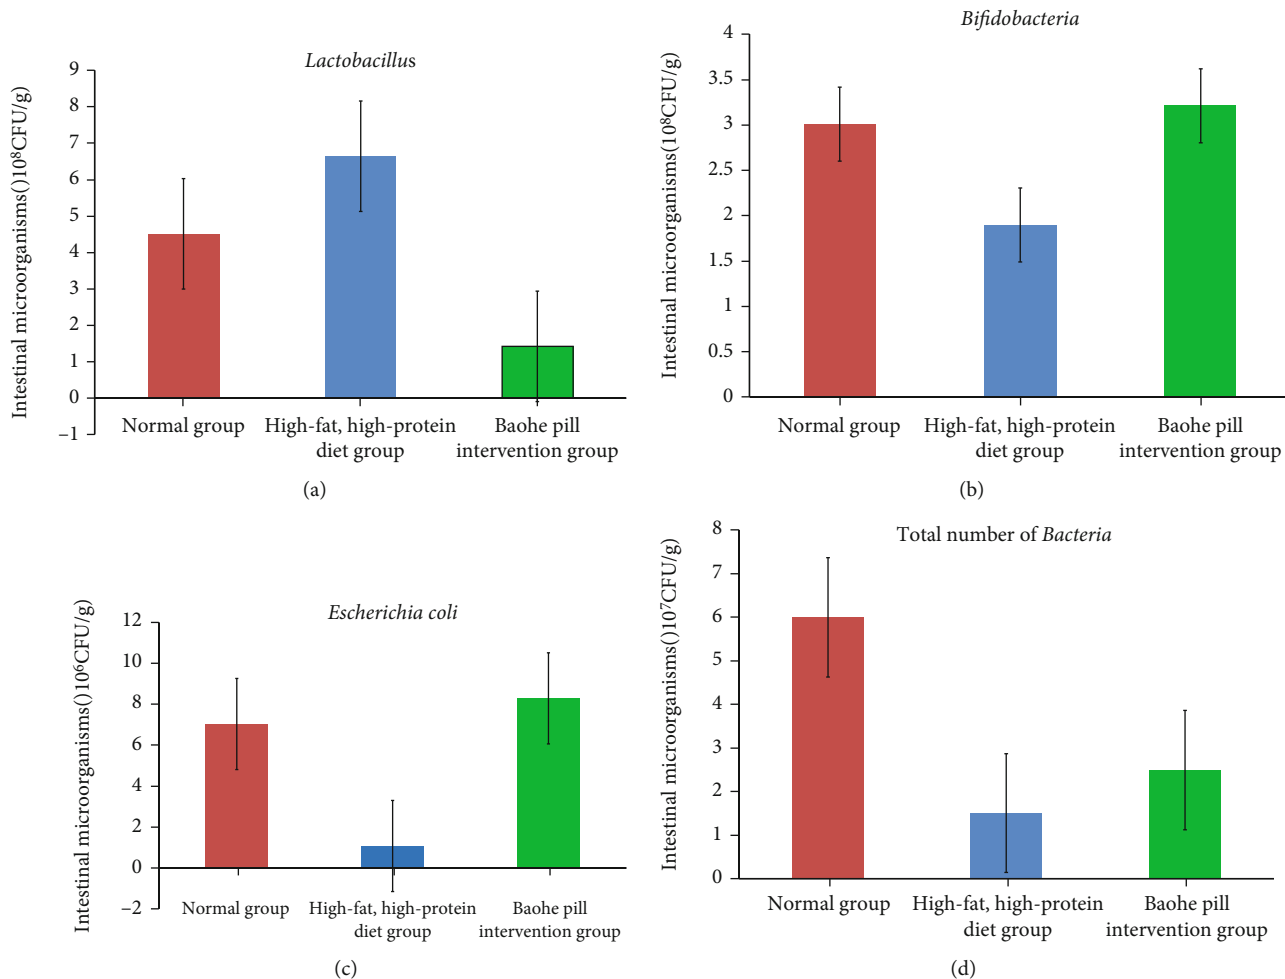 Lactobacillus
Intestinal microorganisms()10⁸CFU/g)
9
8
7
6
5
4
3
2
1
0
–1
Normal group
High-fat, high-protein
diet group
Baohe pill
intervention group
(a)
Bifidobacteria
Intestinal microorganisms(10⁸CFU/g)
4
3.5
3
2.5
2
1.5
1
0.5
0
Normal group
High-fat, high-protein
diet group
Baohe pill
intervention group
(b)
Escherichia coli
Intestinal microorganisms()10⁶CFU/g)
12
10
8
6
4
2
0
–2
Normal group
High-fat, high-protein
diet group
Baohe pill
intervention group
(c)
Total number of Bacteria
Intestinal microorganisms()10⁷CFU/g)
8
7
6
5
4
3
2
1
0
Normal group
High-fat, high-protein
diet group
Baohe pill
intervention group
(d)